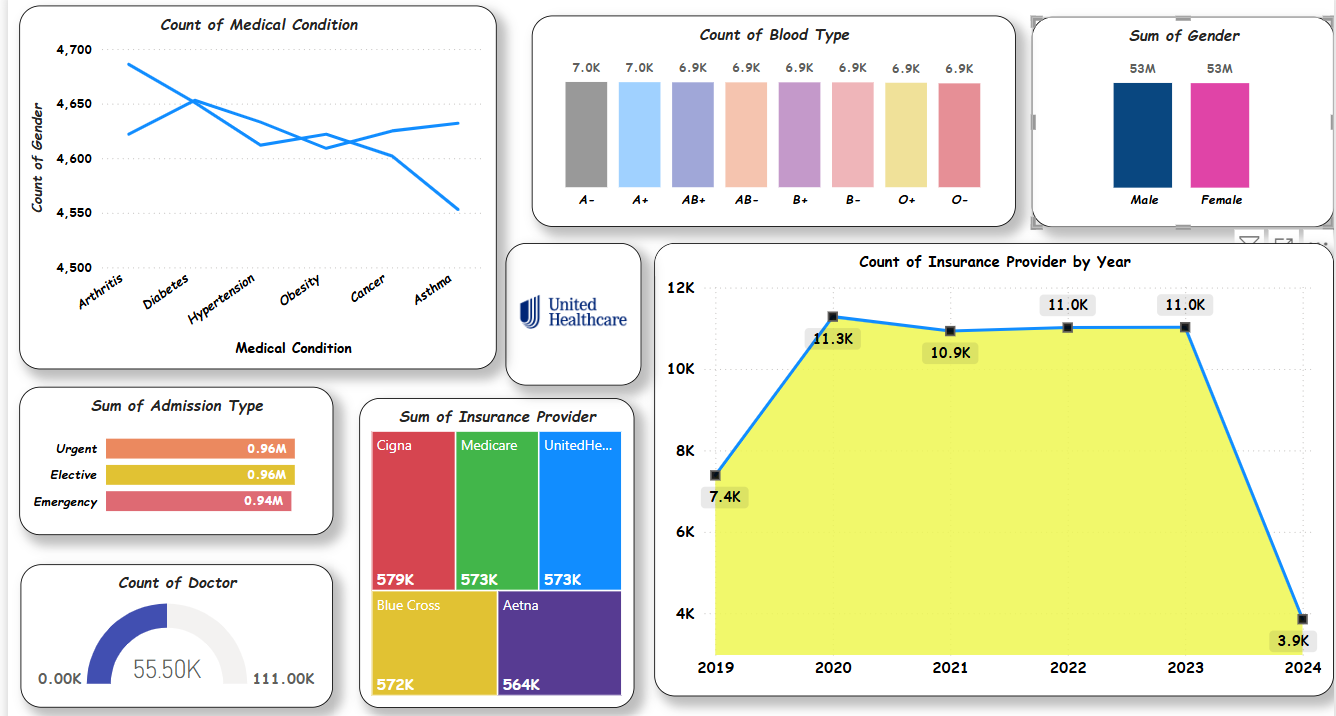 Count of Medical Condition
Count of Gender
4,700
4,650
4,600
4,550
4,500
Arthritis
Diabetes
Hypertension
Obesity
Cancer
Asthma
Medical Condition
Count of Blood Type
7.0K 7.0K 6.9K 6.9K 6.9K 6.9K 6.9K 6.9K
A- A+ AB+ AB- B+ B- O+ O-
Sum of Gender
53M 53M
Male Female
United
Healthcare
Count of Insurance Provider by Year
12K
10K
8K
6K
4K
7.4K
11.3K
10.9K
11.0K
11.0K
3.9K
2019 2020 2021 2022 2023 2024
Sum of Admission Type
Urgent 0.96M
Elective 0.96M
Emergency 0.94M
Sum of Insurance Provider
Cigna Medicare UnitedHe...
579K 573K 573K
Blue Cross Aetna
572K 564K
Count of Doctor
0.00K 55.50K 111.00K